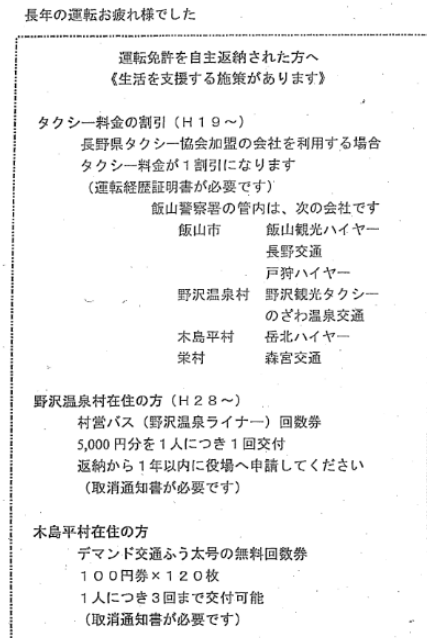 長年の運転お疲れ様でした
運転免許を自主返納された方へ
《生活を支援する施策があります》
タクシー料金の割引（Ｈ１９～）
長野県タクシー協会加盟の会社を利用する場合
タクシー料金が１割引になります
（運転経歴証明書が必要です）
飯山警察署の管内は、次の会社です
飯山市 飯山観光ハイヤー
長野交通
戸狩ハイヤー
野沢温泉村 野沢観光タクシー
のざわ温泉交通
木島平村 岳北ハイヤー
栄村 森宮交通
野沢温泉村在住の方（Ｈ２８～）
村営バス（野沢温泉ライナー）回数券
5,000円分を１人につき１回交付
返納から１年以内に役場へ申請してください
（取消通知書が必要です）
木島平村在住の方
デマンド交通ふう太号の無料回数券
１００円券×１２０枚
１人につき３回まで交付可能
（取消通知書が必要です）